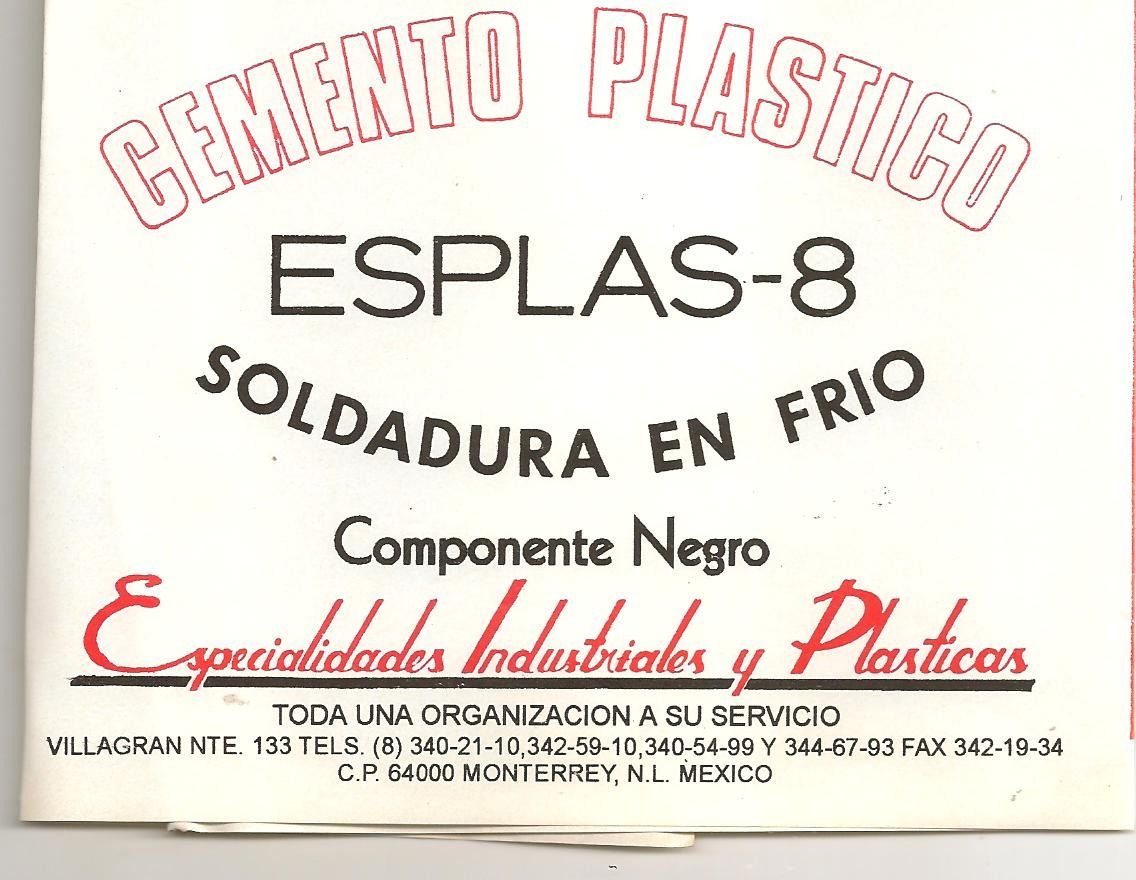 CEMENTO PLASTICO
ESPLAS-8
SOLDADURA EN FRIO
Componente Negro
Especialidades Industriales y Plasticas
TODA UNA ORGANIZACION A SU SERVICIO
VILLAGRAN NTE. 133 TELS. (8) 340-21-10,342-59-10,340-54-99 Y 344-67-93 FAX 342-19-34
C.P. 64000 MONTERREY, N.L. MEXICO